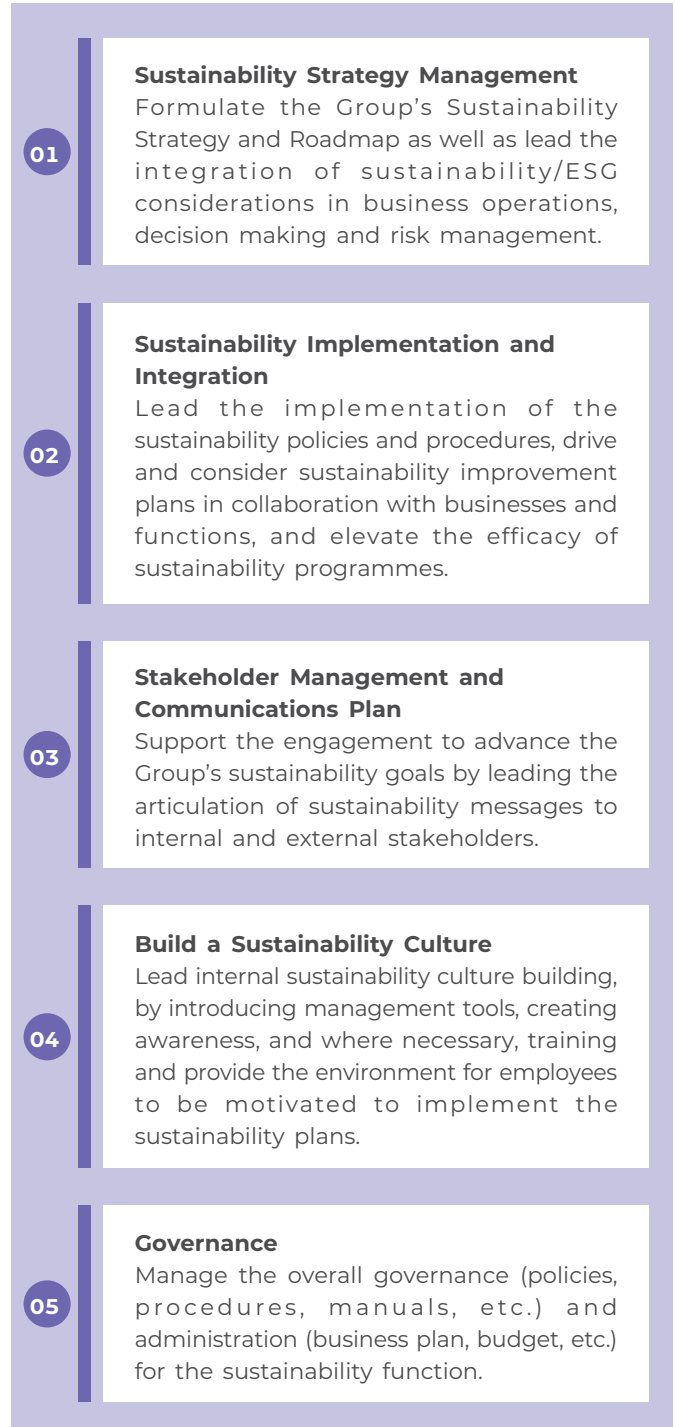 01
Sustainability Strategy Management
Formulate the Group's Sustainability
Strategy and Roadmap as well as lead the
integration of sustainability/ESG
considerations in business operations,
decision making and risk management.
02
Sustainability Implementation and
Integration
Lead the implementation of the
sustainability policies and procedures, drive
and consider sustainability improvement
plans in collaboration with businesses and
functions, and elevate the efficacy of
sustainability programmes.
03
Stakeholder Management and
Communications Plan
Support the engagement to advance the
Group's sustainability goals by leading the
articulation of sustainability messages to
internal and external stakeholders.
04
Build a Sustainability Culture
Lead internal sustainability culture building,
by introducing management tools, creating
awareness, and where necessary, training
and provide the environment for employees
to be motivated to implement the
sustainability plans.
05
Governance
Manage the overall governance (policies,
procedures, manuals, etc.) and
administration (business plan, budget, etc.)
for the sustainability function.